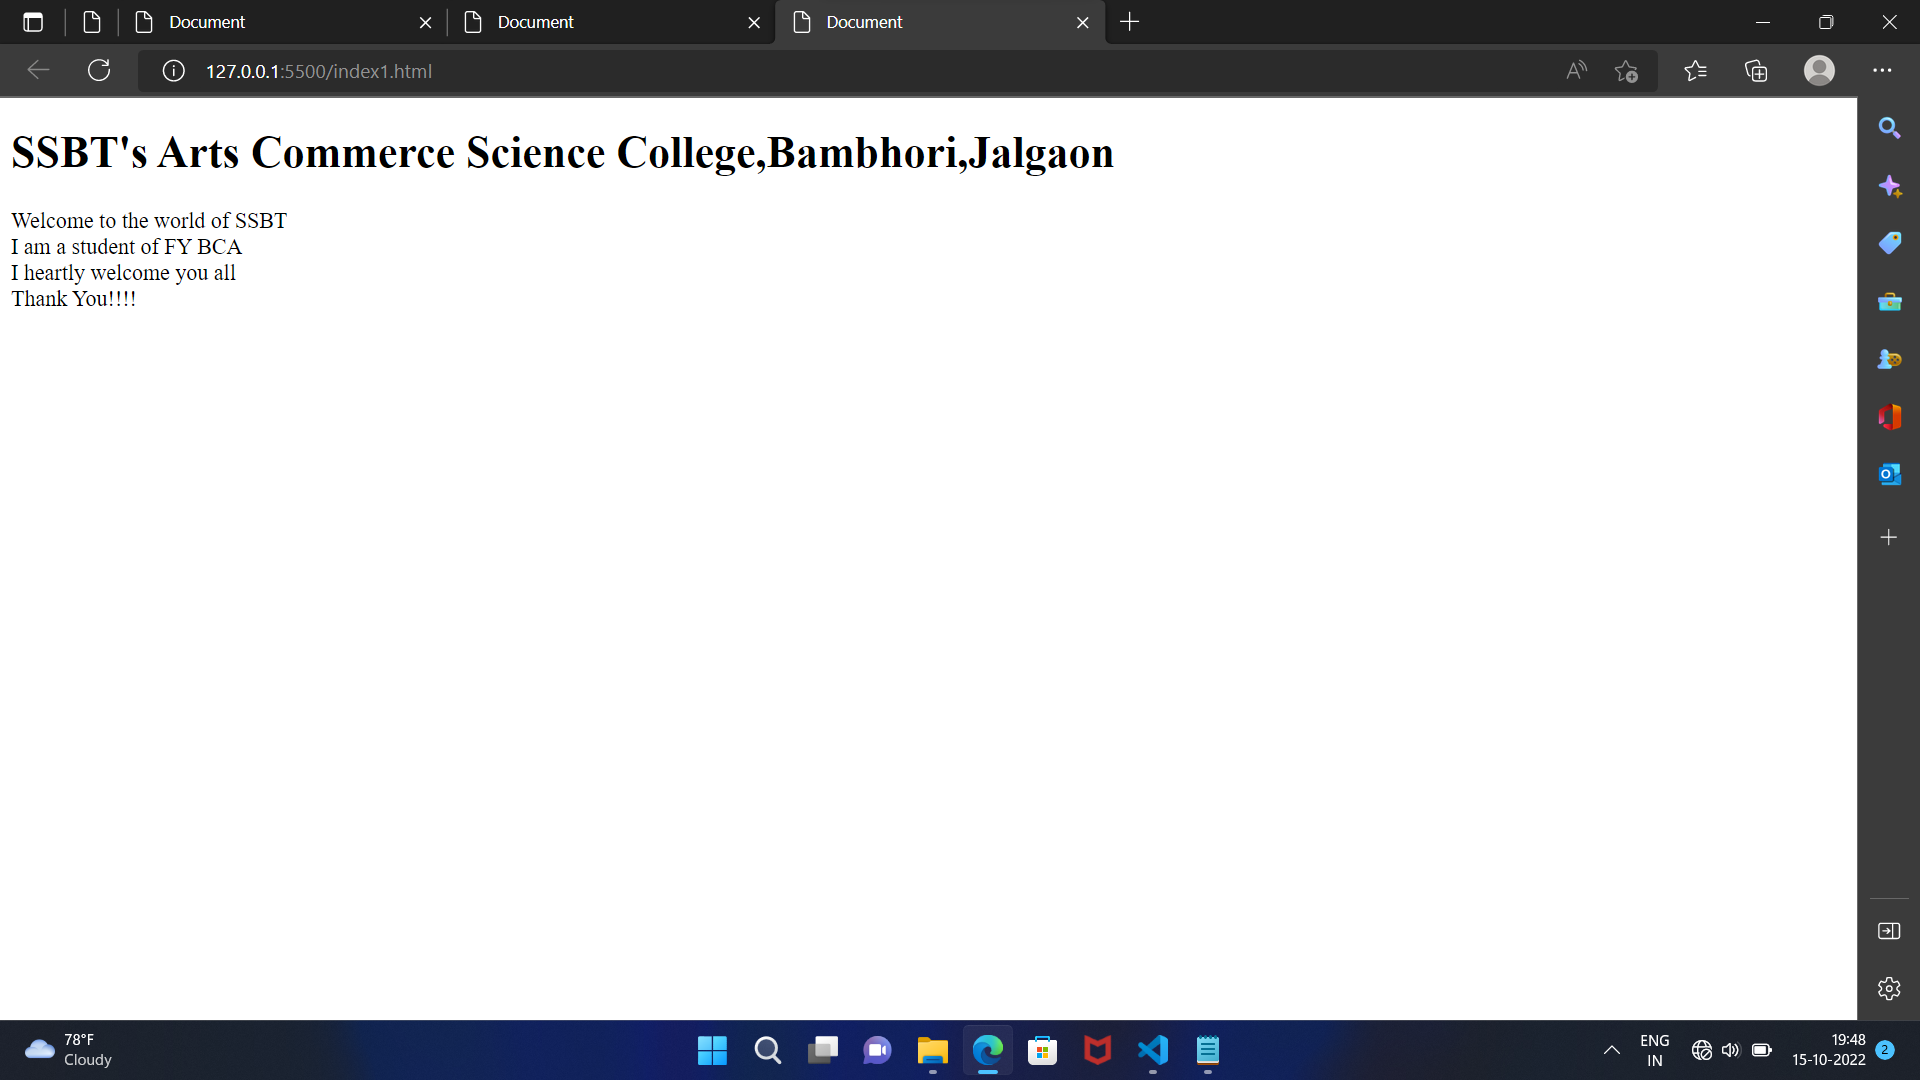 Document
Document
Document
127.0.0.1:5500/index1.html
SSBT's Arts Commerce Science College,Bambhori,Jalgaon
Welcome to the world of SSBT
I am a student of FY BCA
I heartly welcome you all
Thank You!!!!
78°F
Cloudy
ENG
IN
19:48
15-10-2022
2